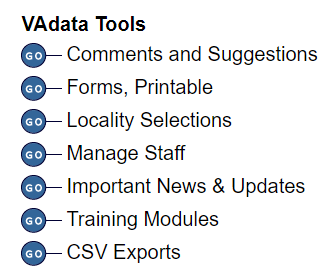 VAdata Tools
GO Comments and Suggestions
GO Forms, Printable
GO Locality Selections
GO Manage Staff
GO Important News & Updates
GO Training Modules
GO CSV Exports